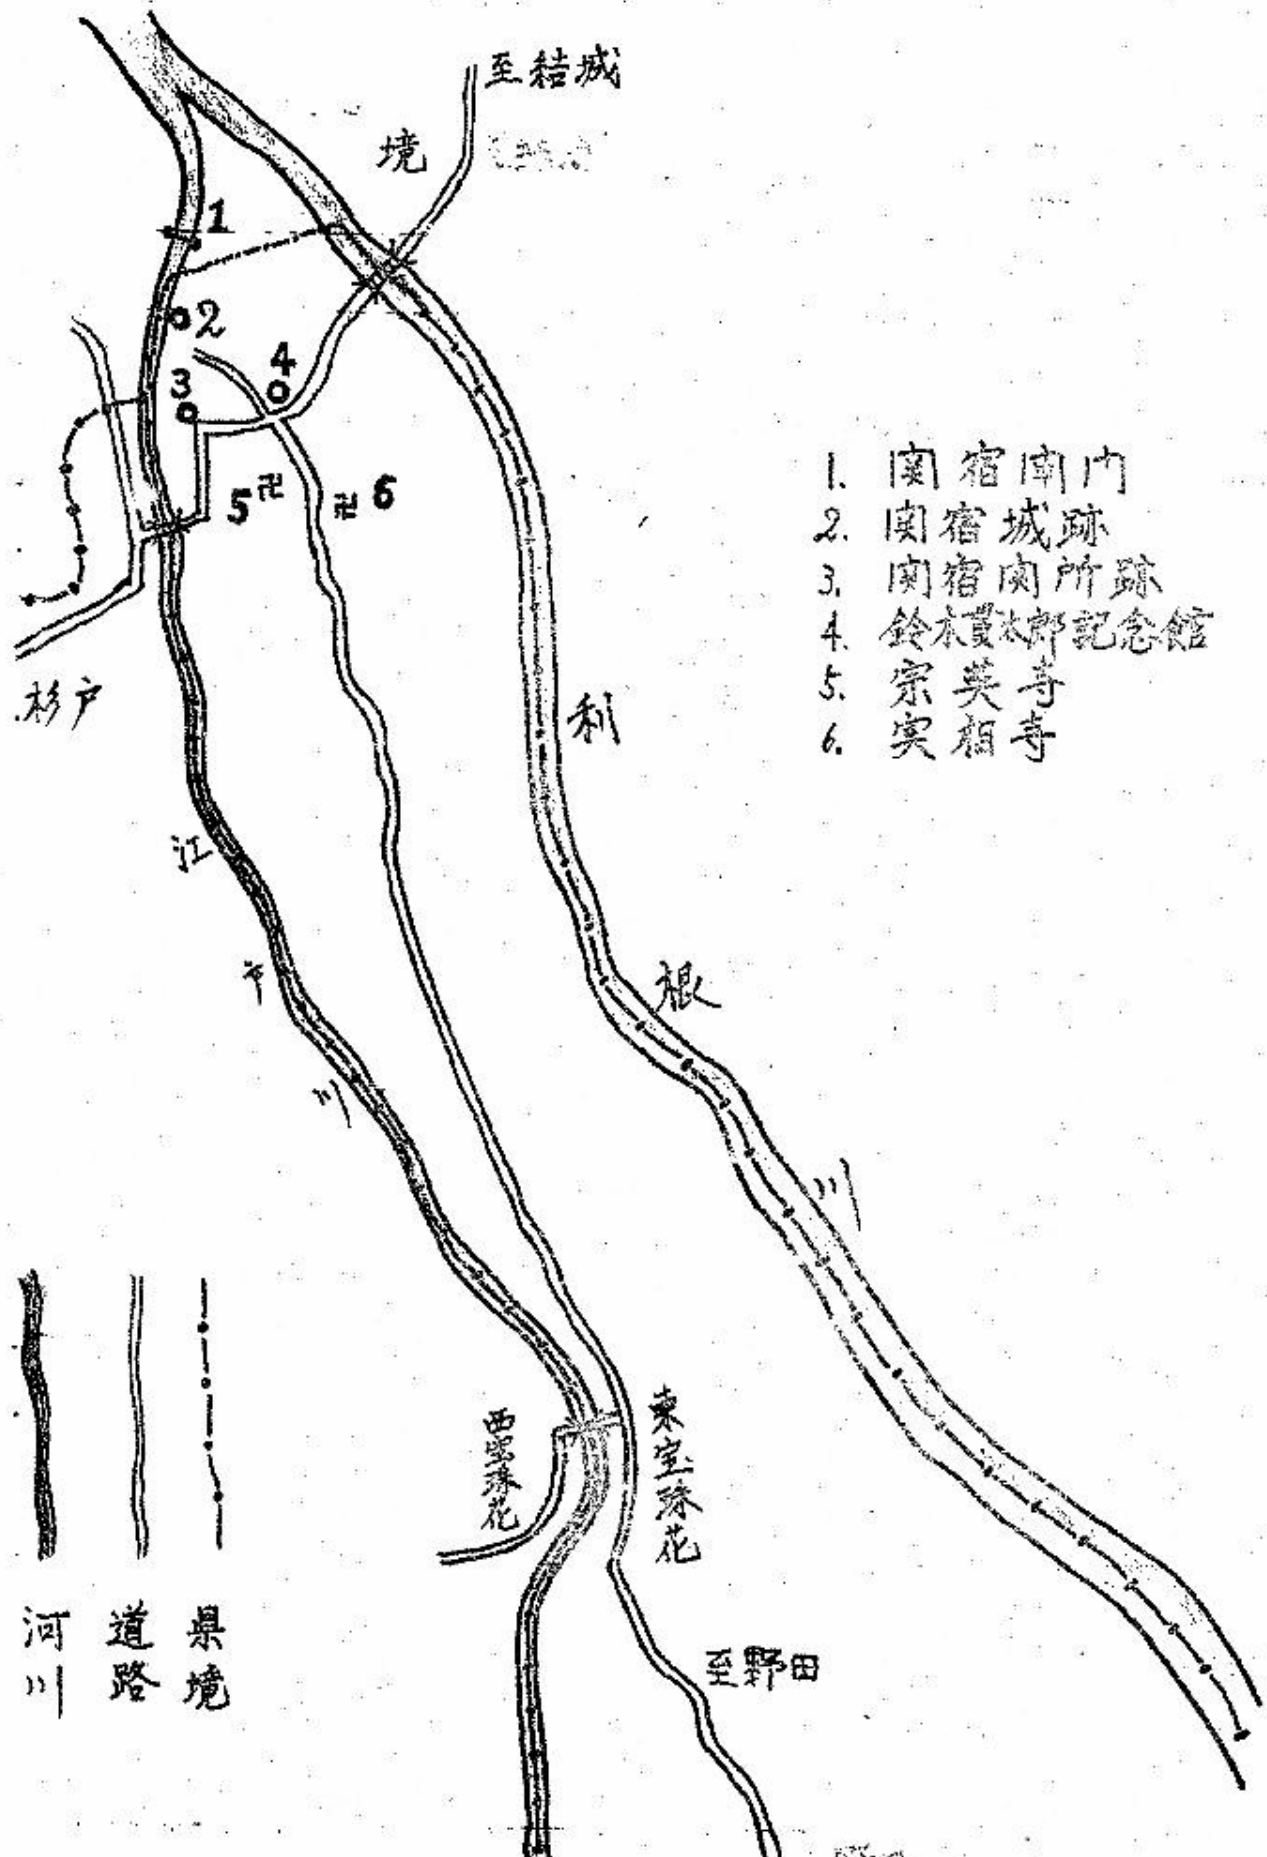 至結城
境
1
2
3
4
5 卍
卍 6
杉戸
1. 関宿関門
2. 関宿城跡
3. 関宿関所跡
4. 鈴木貫太郎記念館
5. 宗英寺
6. 実相寺
利
根
川
江
戸
川
西宝珠花
東宝珠花
至野田
河川
道路
県境